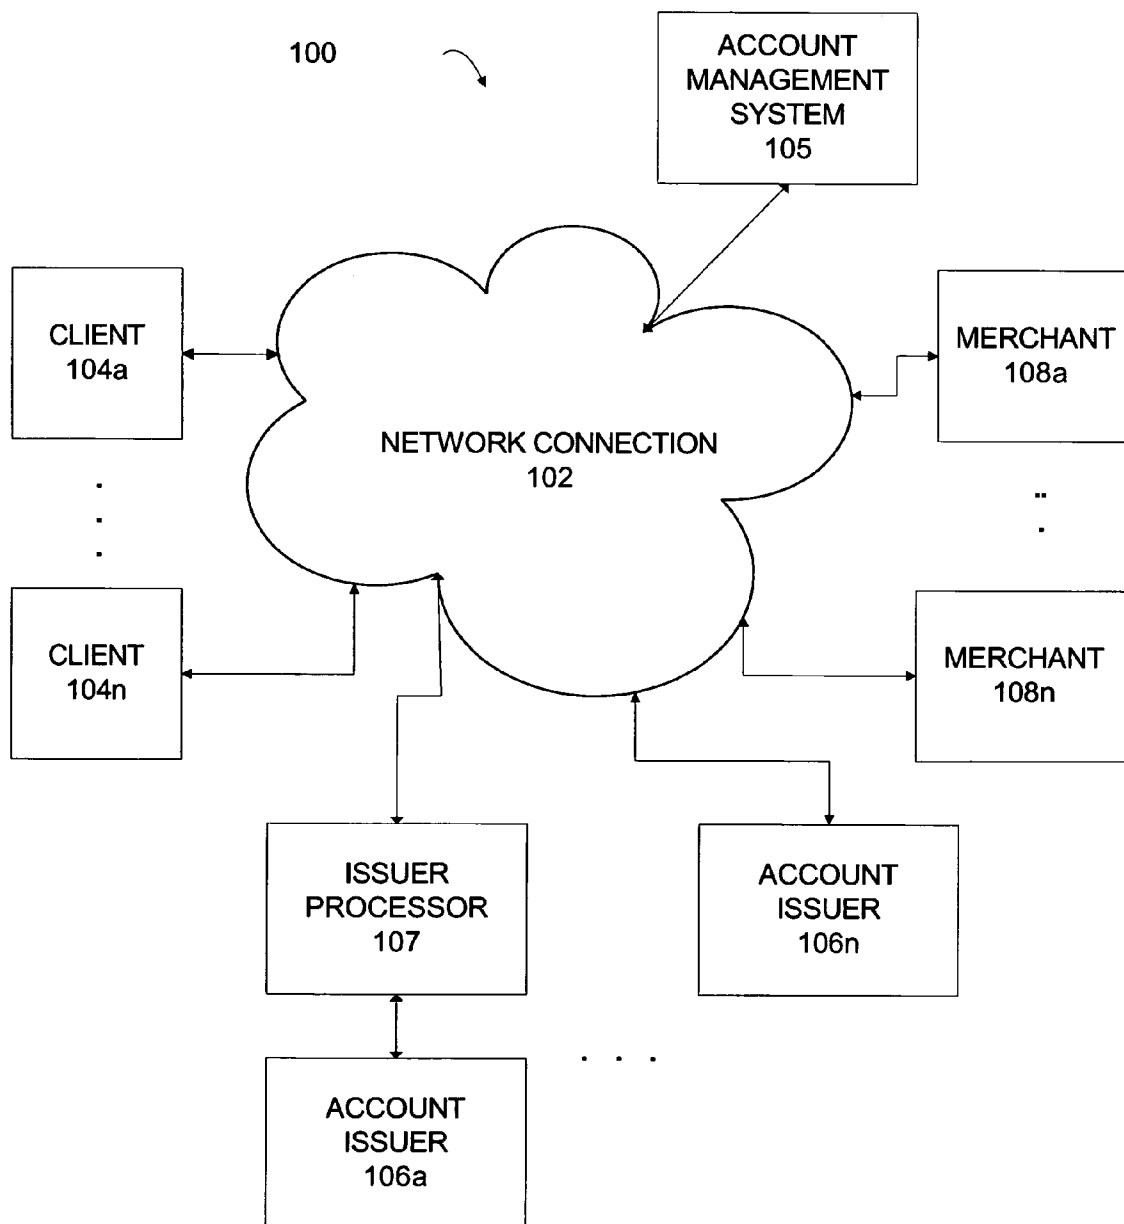 100
ACCOUNT
MANAGEMENT
SYSTEM
105
CLIENT
104a
MERCHANT
108a
NETWORK CONNECTION
102
CLIENT
104n
MERCHANT
108n
ISSUER
PROCESSOR
107
ACCOUNT
ISSUER
106n
ACCOUNT
ISSUER
106a